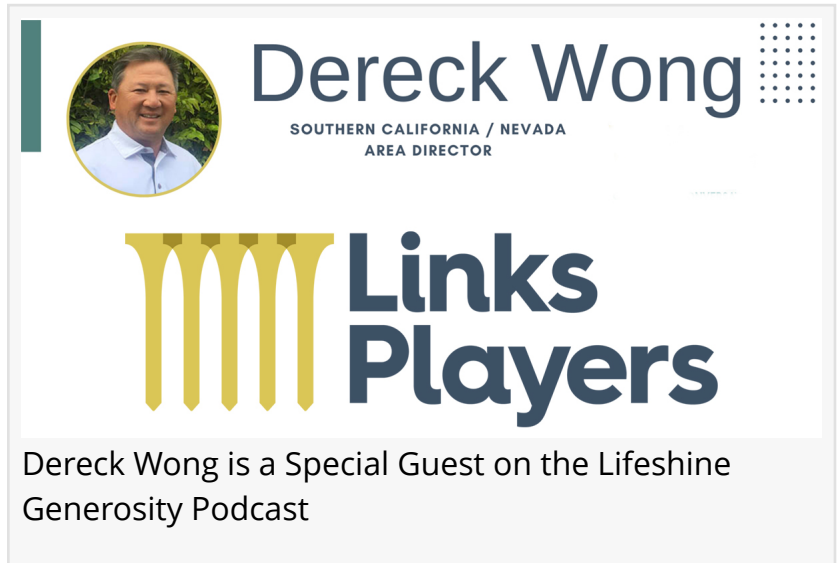 Dereck Wong
SOUTHERN CALIFORNIA / NEVADA
AREA DIRECTOR
Links
Players
Dereck Wong is a Special Guest on the Lifeshine
Generosity Podcast